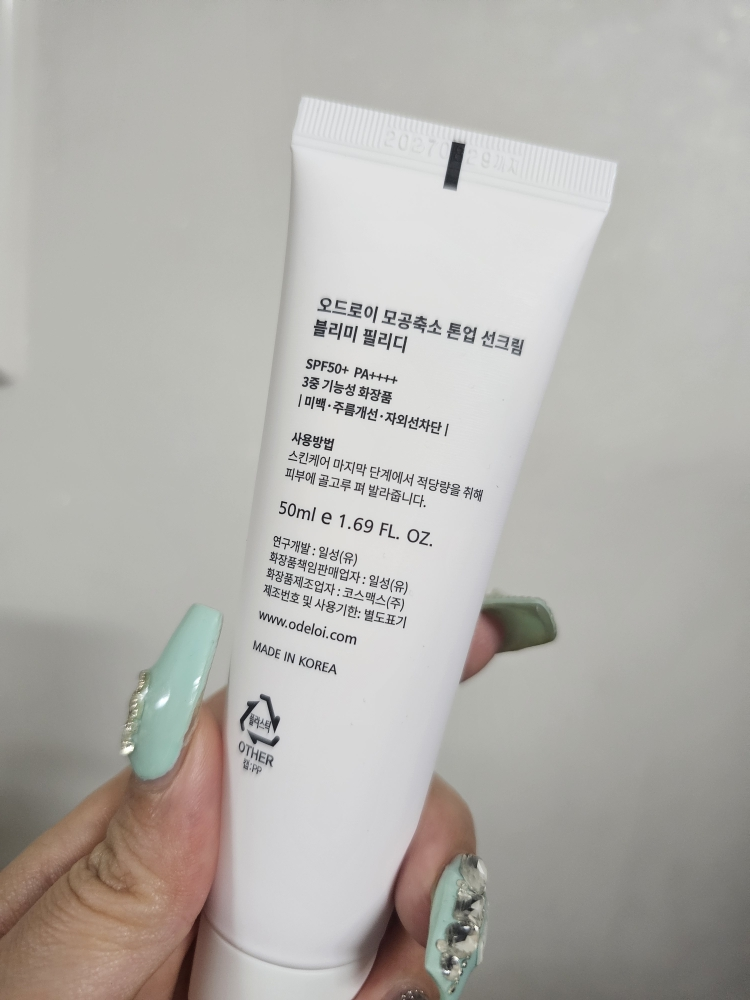 오드로이 모공축소 톤업 선크림
블리미 필리디
SPF50+ PA++++
3중 기능성 화장품
| 미백·주름개선·자외선차단 |
사용방법
스킨케어 마지막 단계에서 적당량을 취해
피부에 골고루 펴 발라줍니다.
50ml e 1.69 FL. OZ.
연구개발 : 일성(유)
화장품책임판매업자 : 일성(유)
화장품제조업자 : 코스맥스(주)
제조번호 및 사용기한: 별도표기
www.odeloi.com
MADE IN KOREA
플라스틱
OTHER
캡:PP